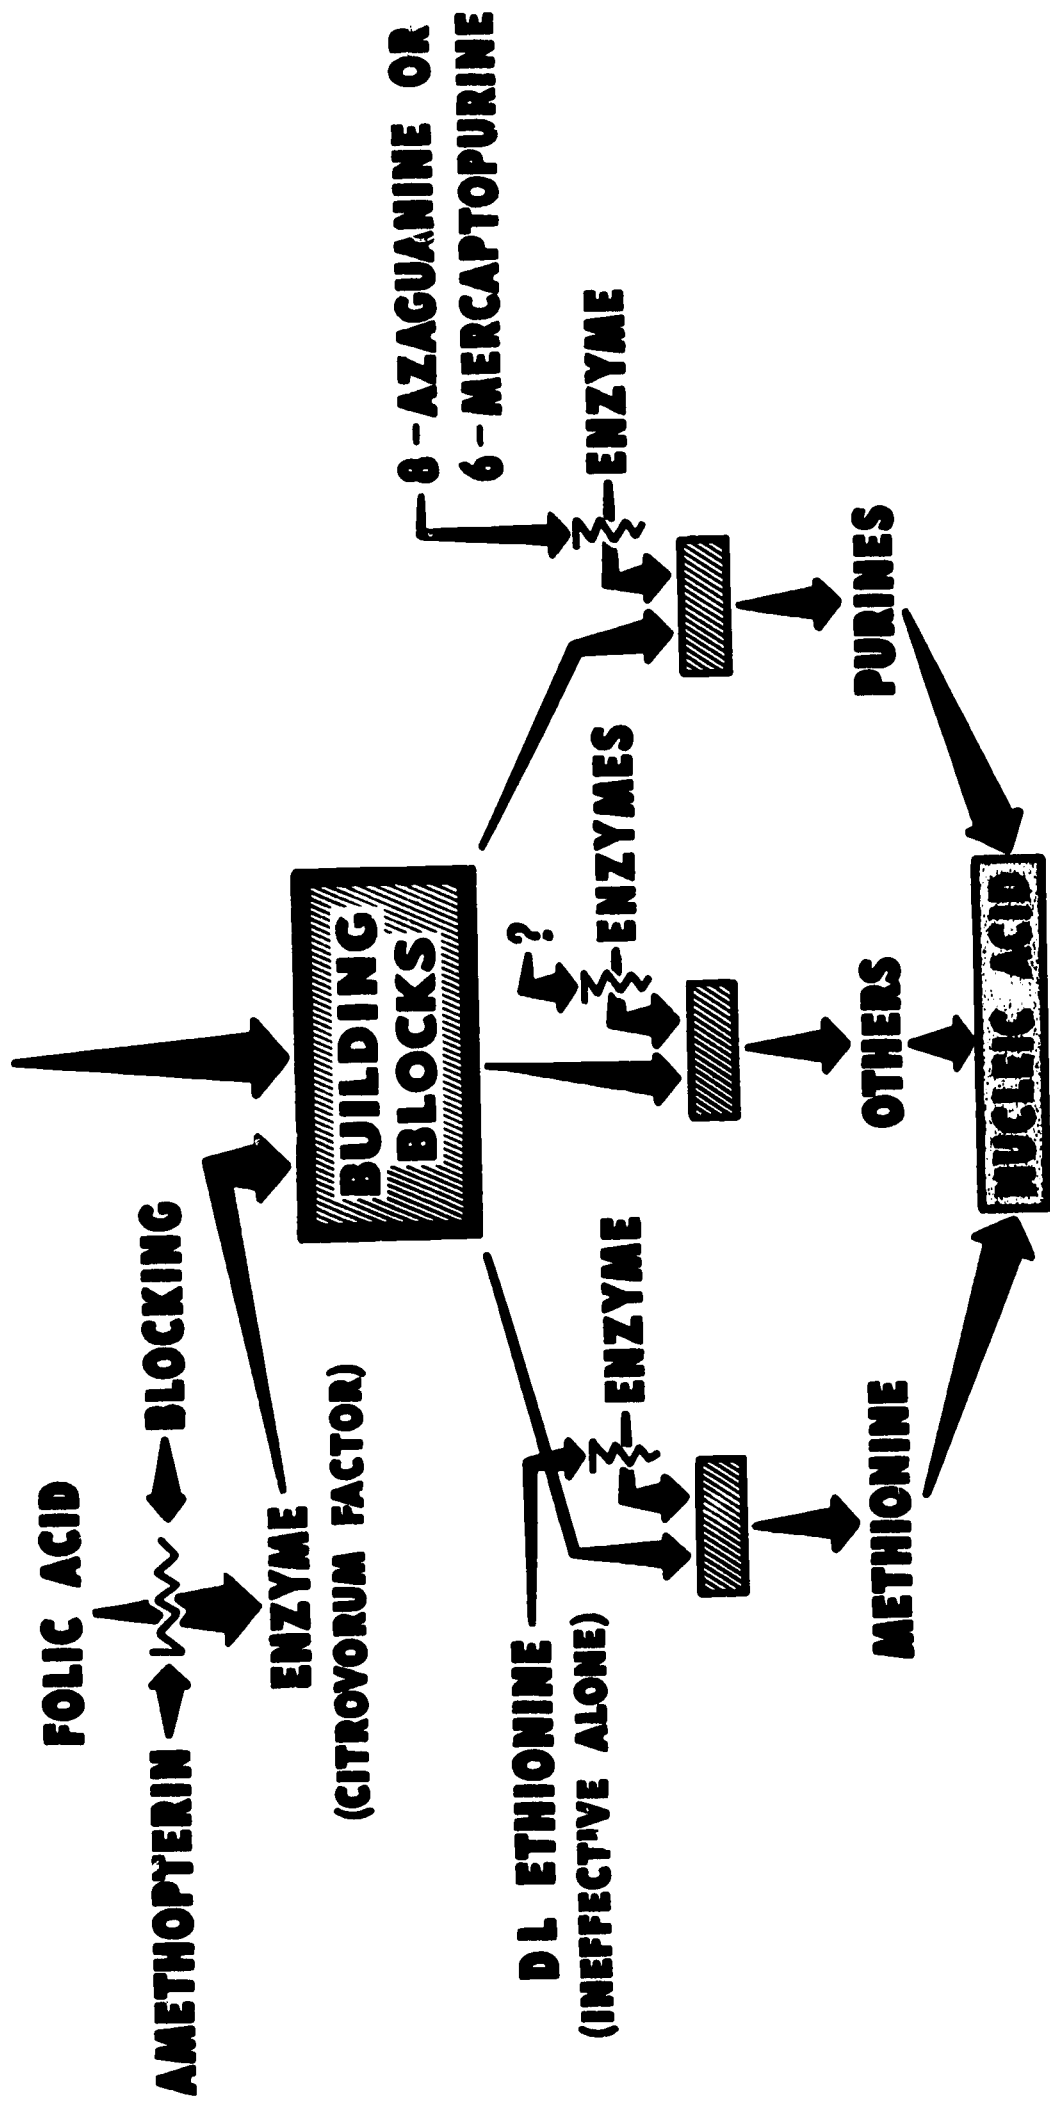 FOLIC ACID
AMETHOPTERIN
BLOCKING
ENZYME
(CITROVORUM FACTOR)
BUILDING
BLOCKS
8-AZAGUANINE OR
6-MERCAPTOPURINE
DL ETHIONINE
(INEFFECTIVE ALONE)
?
ENZYME
ENZYMES
ENZYME
METHIONINE
OTHERS
PURINES
NUCLEIC ACID